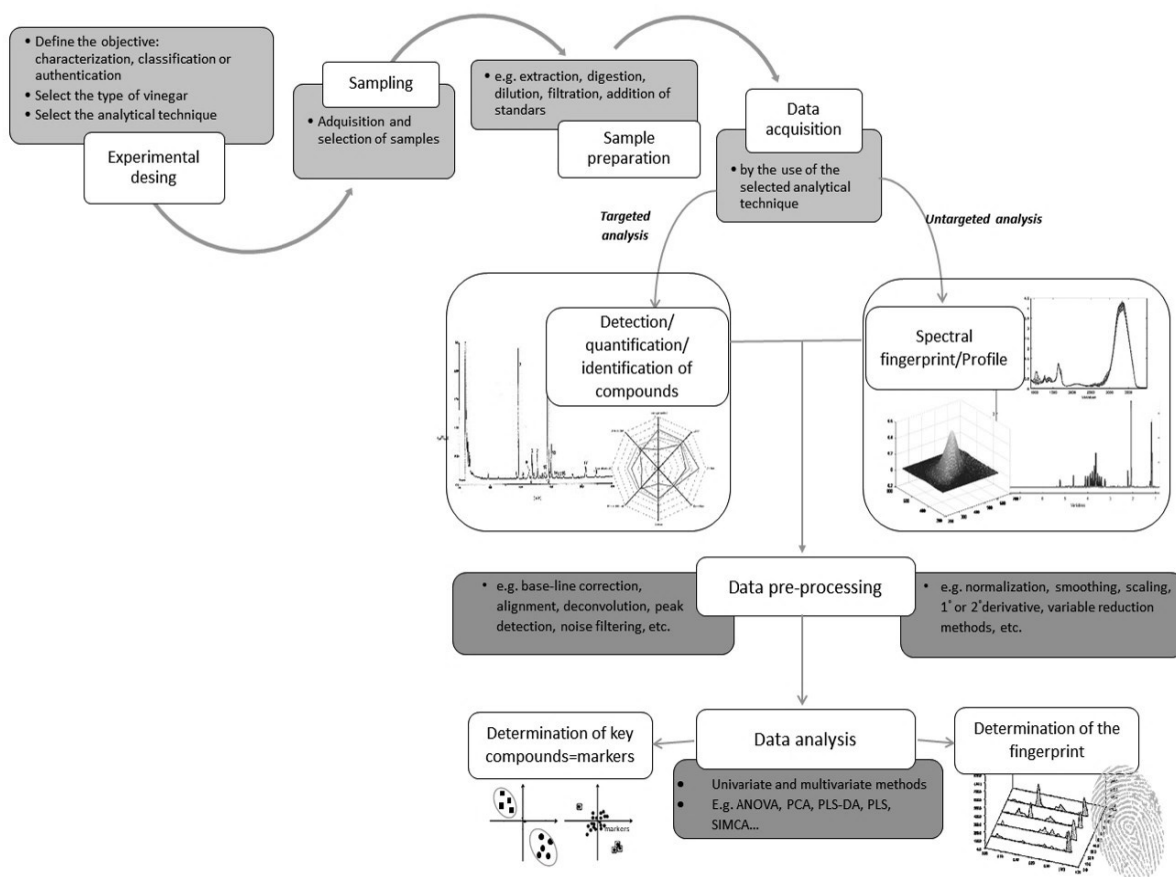 • Define the objective:
characterization, classification or
authentication
• Select the type of vinegar
• Select the analytical technique
Experimental
desing
Sampling
• Adquisition and
selection of samples
• e.g. extraction, digestion,
dilution, filtration, addition of
standars
Sample
preparation
Data
acquisition
• by the use of the
selected analytical
technique
Targeted
analysis
Untargeted analysis
Detection/
quantification/
identification of
compounds
Spectral
fingerprint/Profile
Data pre-processing
• e.g. base-line correction,
alignment, deconvolution, peak
detection, noise filtering, etc.
• e.g. normalization, smoothing, scaling,
1° or 2° derivative, variable reduction
methods, etc.
Determination of key
compounds=markers
markers
Data analysis
• Univariate and multivariate methods
• E.g. ANOVA, PCA, PLS-DA, PLS,
SIMCA...
Determination of the
fingerprint